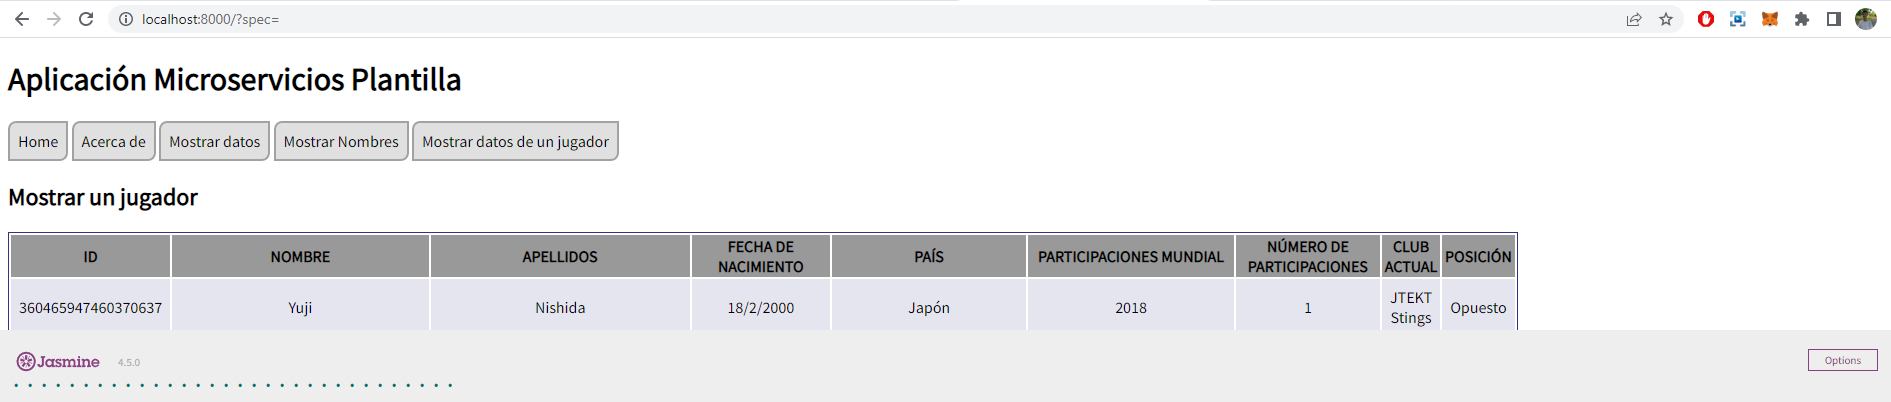 localhost:8000/?spec=
Aplicación Microservicios Plantilla
Home Acerca de Mostrar datos Mostrar Nombres Mostrar datos de un jugador
Mostrar un jugador
ID NOMBRE APELLIDOS FECHA DE NACIMIENTO PAÍS PARTICIPACIONES MUNDIAL NÚMERO DE PARTICIPACIONES CLUB ACTUAL POSICIÓN
360465947460370637 Yuji Nishida 18/2/2000 Japón 2018 1 JTEKT Stings Opuesto
Jasmine 4.5.0 Options